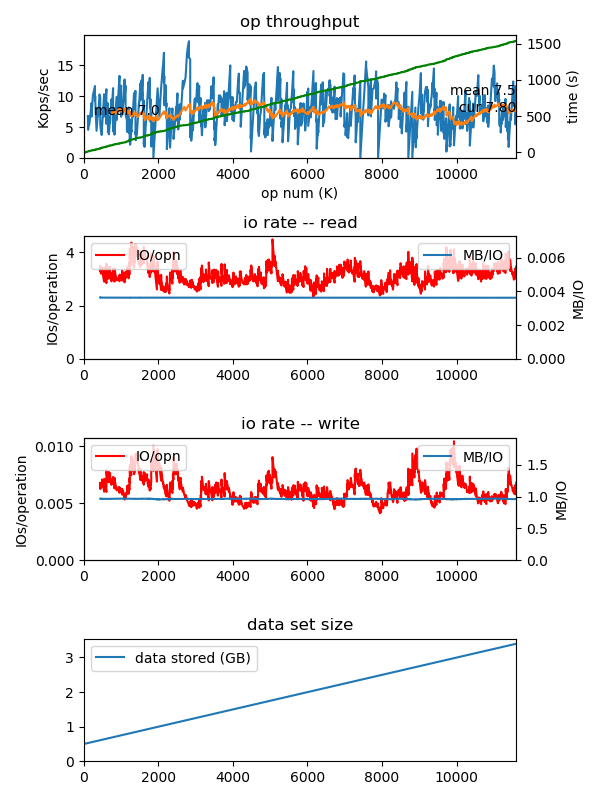 op throughput
Kops/sec
15
10
5
0
mean 7.0
mean 7.5
cur 7.80
1500
1000
500
0
time (s)
0 2000 4000 6000 8000 10000
op num (K)
io rate -- read
IOs/operation
4
2
0
IO/opn
MB/IO
0.006
0.004
0.002
0.000
MB/IO
0 2000 4000 6000 8000 10000
io rate -- write
IOs/operation
0.010
0.005
0.000
IO/opn
MB/IO
1.5
1.0
0.5
0.0
MB/IO
0 2000 4000 6000 8000 10000
data set size
3
2
1
0
data stored (GB)
0 2000 4000 6000 8000 10000